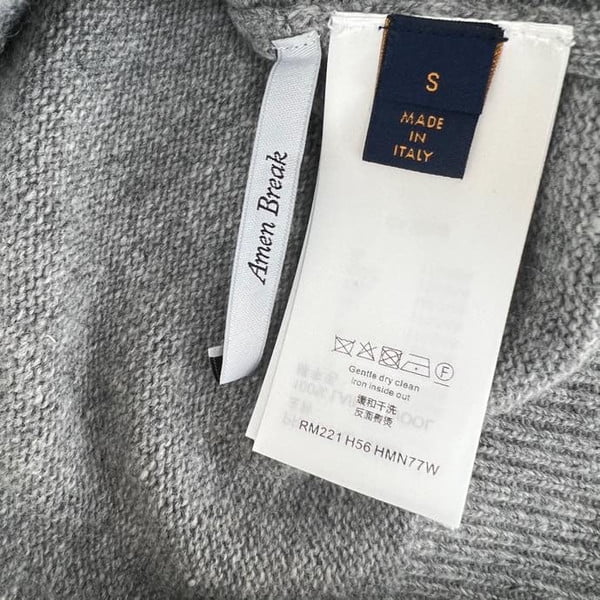 Amen Break
S
MADE
IN
ITALY
F
Gentle dry clean
Iron inside out
缓和干洗
反面熨烫
RM221 H56 HMN77W